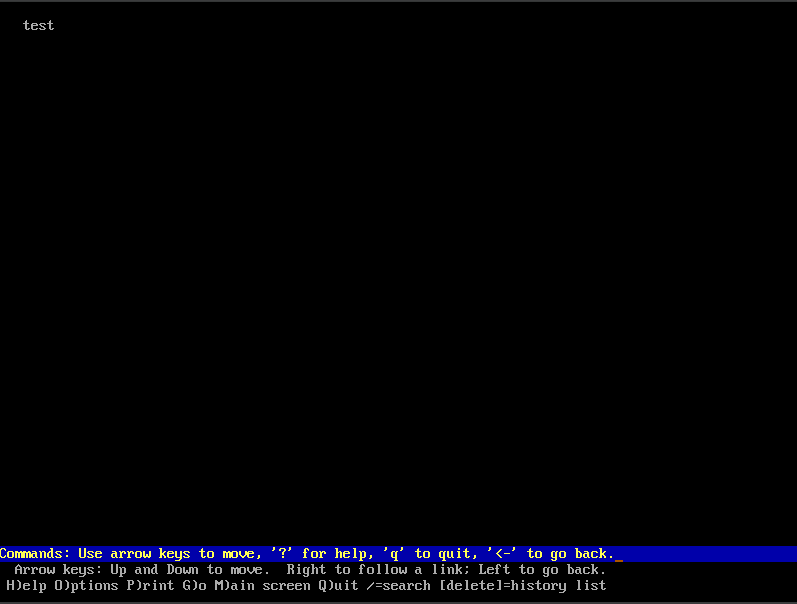 test
Commands: Use arrow keys to move, '?' for help, 'q' to quit, '<-' to go back.
Arrow keys: Up and Down to move.  Right to follow a link; Left to go back.
H)elp O)ptions P)rint G)o M)ain screen Q)uit /=search [delete]=history list